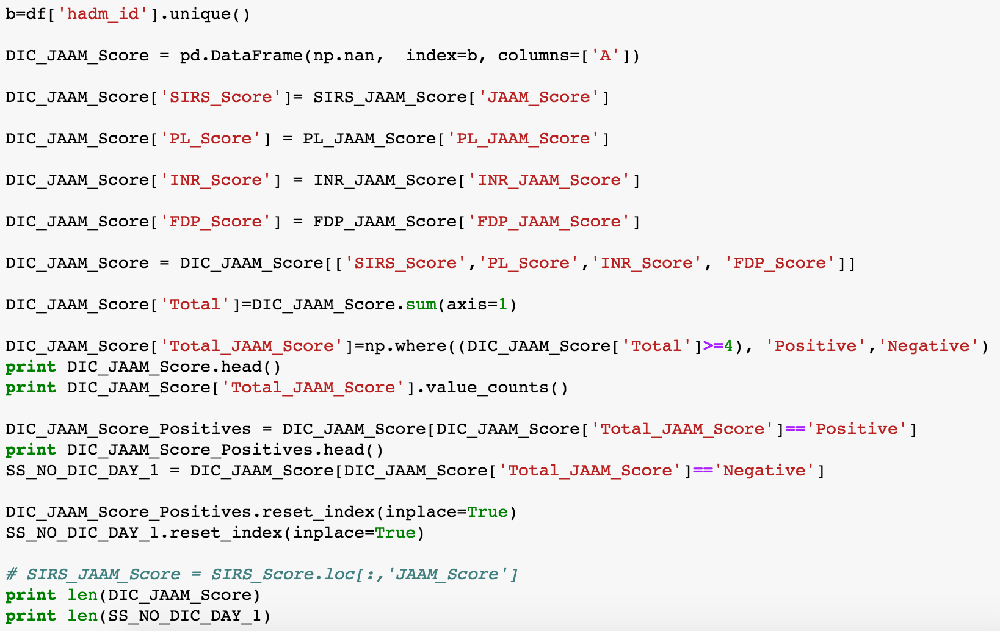 b=df['hadm_id'].unique()
DIC_JAAM_Score = pd.DataFrame(np.nan,  index=b, columns=['A'])
DIC_JAAM_Score['SIRS_Score']= SIRS_JAAM_Score['JAAM_Score']
DIC_JAAM_Score['PL_Score'] = PL_JAAM_Score['PL_JAAM_Score']
DIC_JAAM_Score['INR_Score'] = INR_JAAM_Score['INR_JAAM_Score']
DIC_JAAM_Score['FDP_Score'] = FDP_JAAM_Score['FDP_JAAM_Score']
DIC_JAAM_Score = DIC_JAAM_Score[['SIRS_Score','PL_Score','INR_Score', 'FDP_Score']]
DIC_JAAM_Score['Total']=DIC_JAAM_Score.sum(axis=1)
DIC_JAAM_Score['Total_JAAM_Score']=np.where((DIC_JAAM_Score['Total']>=4), 'Positive','Negative')
print DIC_JAAM_Score.head()
print DIC_JAAM_Score['Total_JAAM_Score'].value_counts()
DIC_JAAM_Score_Positives = DIC_JAAM_Score[DIC_JAAM_Score['Total_JAAM_Score']=='Positive']
print DIC_JAAM_Score_Positives.head()
SS_NO_DIC_DAY_1 = DIC_JAAM_Score[DIC_JAAM_Score['Total_JAAM_Score']=='Negative']
DIC_JAAM_Score_Positives.reset_index(inplace=True)
SS_NO_DIC_DAY_1.reset_index(inplace=True)
# SIRS_JAAM_Score = SIRS_Score.loc[:,'JAAM_Score']
print len(DIC_JAAM_Score)
print len(SS_NO_DIC_DAY_1)